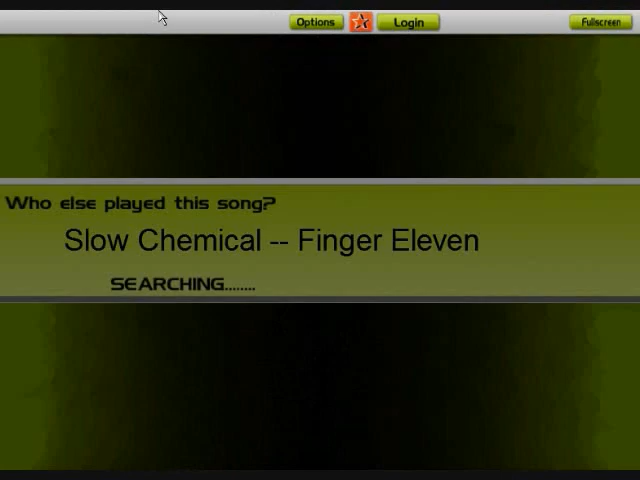 Options Login Fullscreen
Who else played this song?
Slow Chemical -- Finger Eleven
SEARCHING........